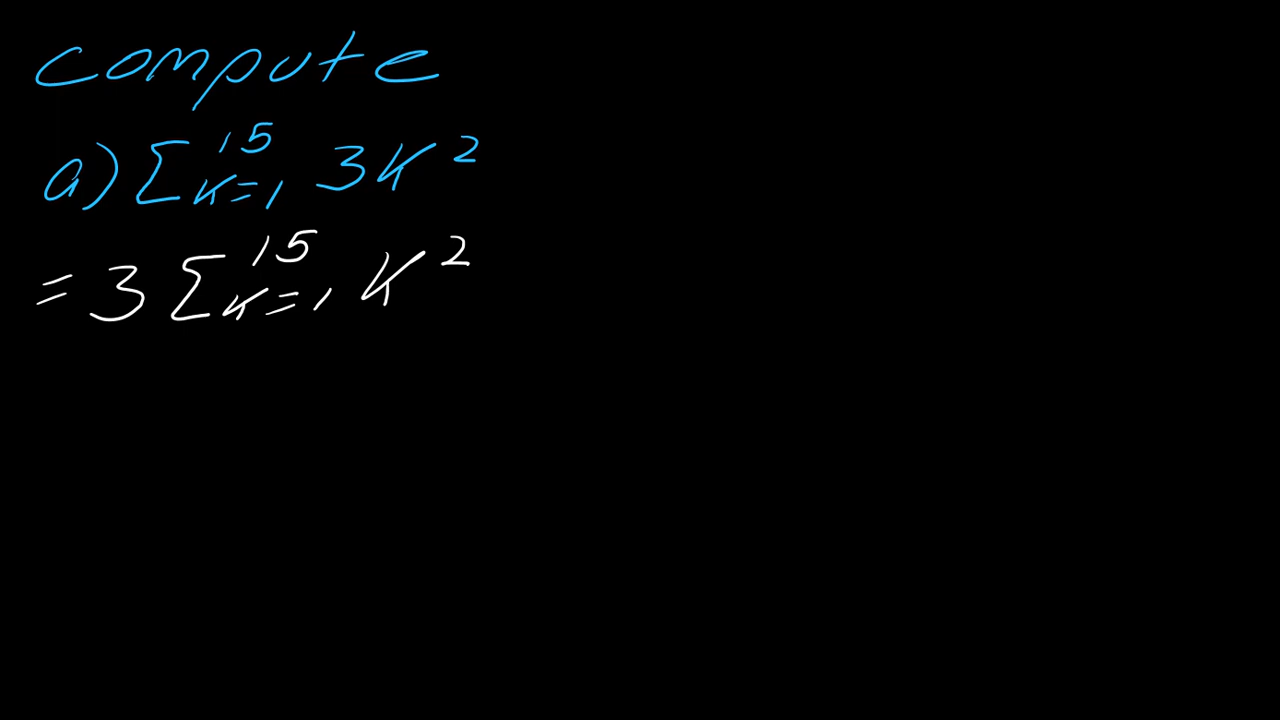 compute
a) Σ_{k=1}^{15} 3k²
= 3 Σ_{k=1}^{15} k²